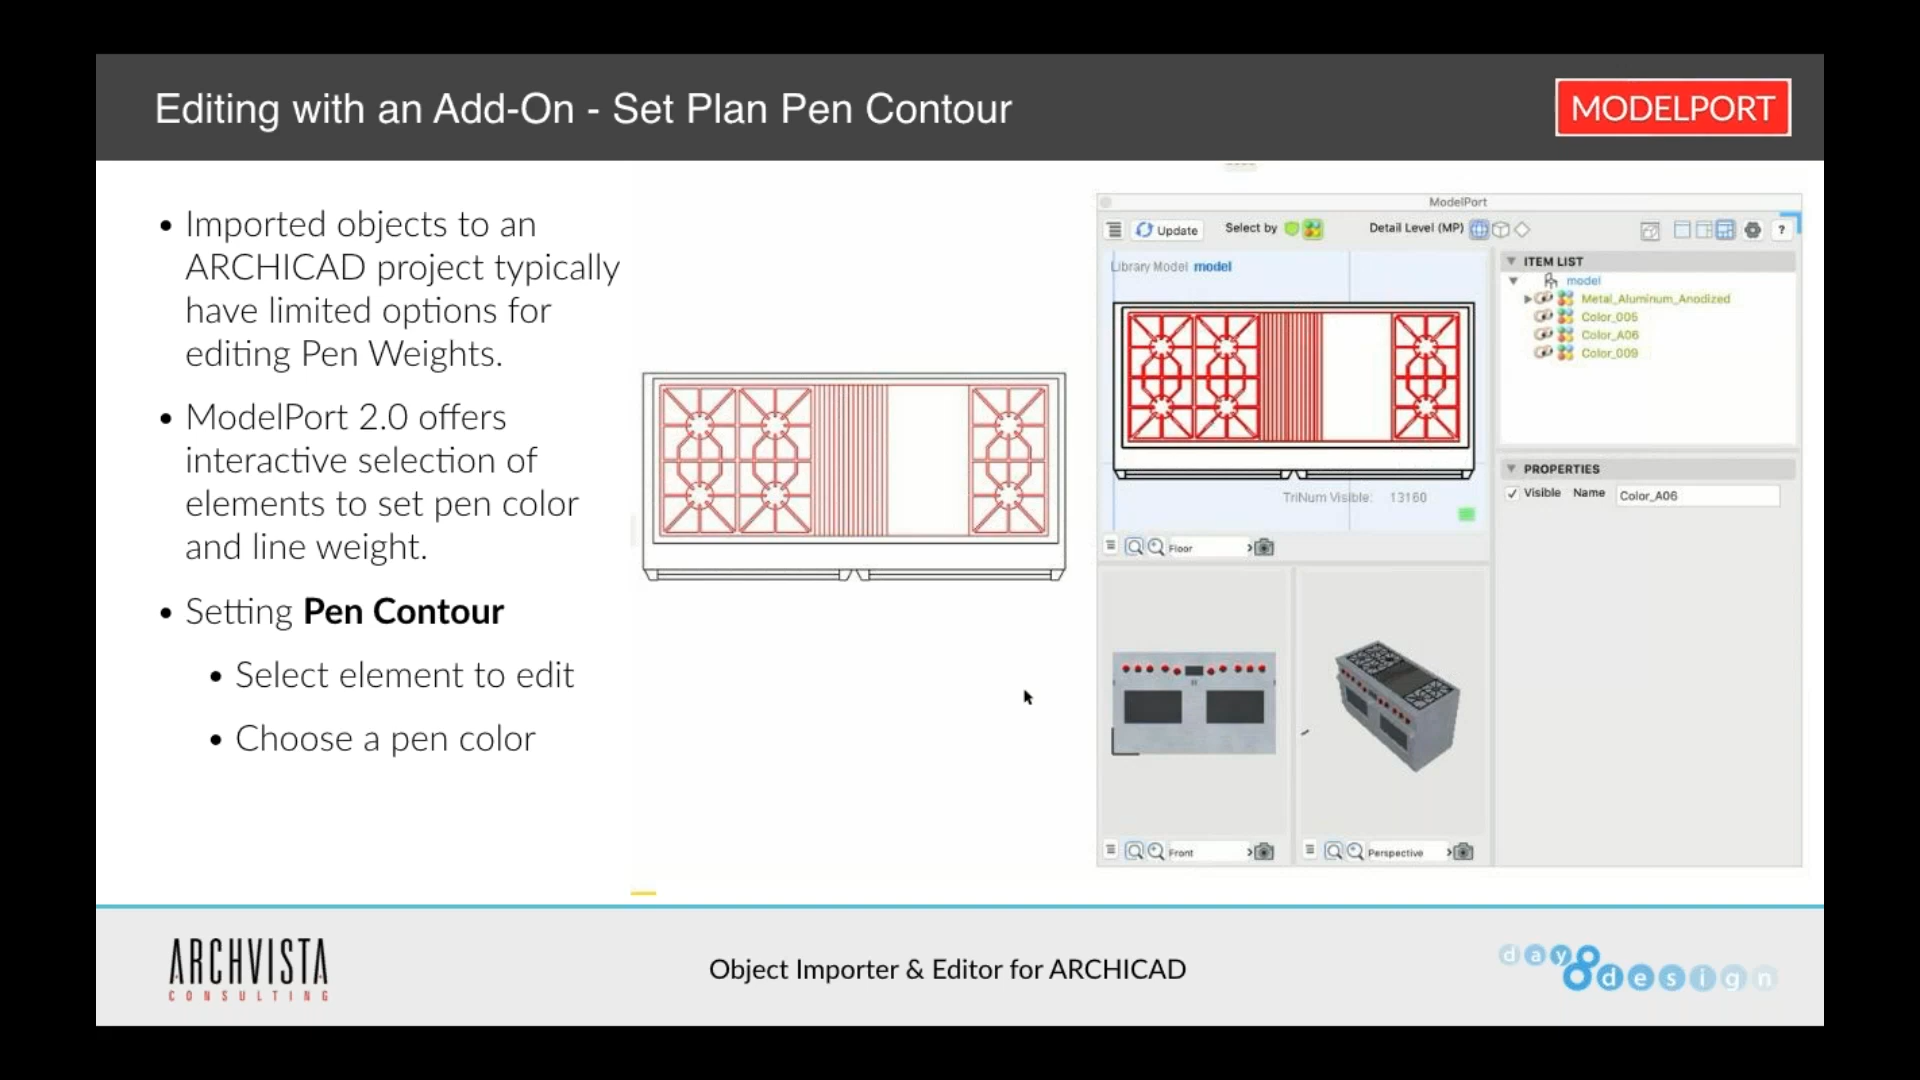 Editing with an Add-On - Set Plan Pen Contour
MODELPORT
• Imported objects to an
ARCHICAD project typically
have limited options for
editing Pen Weights.
• ModelPort 2.0 offers
interactive selection of
elements to set pen color
and line weight.
• Setting Pen Contour
• Select element to edit
• Choose a pen color
ModelPort
Update Select by Detail Level (MP) ?
Library Model model
TriNum Visible: 13160
Floor
Front
Perspective
ITEM LIST
model
Metal_Aluminum_Anodized
Color_005
Color_A06
Color_009
PROPERTIES
Visible Name Color_A06
ARCHVISTA
CONSULTING
Object Importer & Editor for ARCHICAD
day
8design